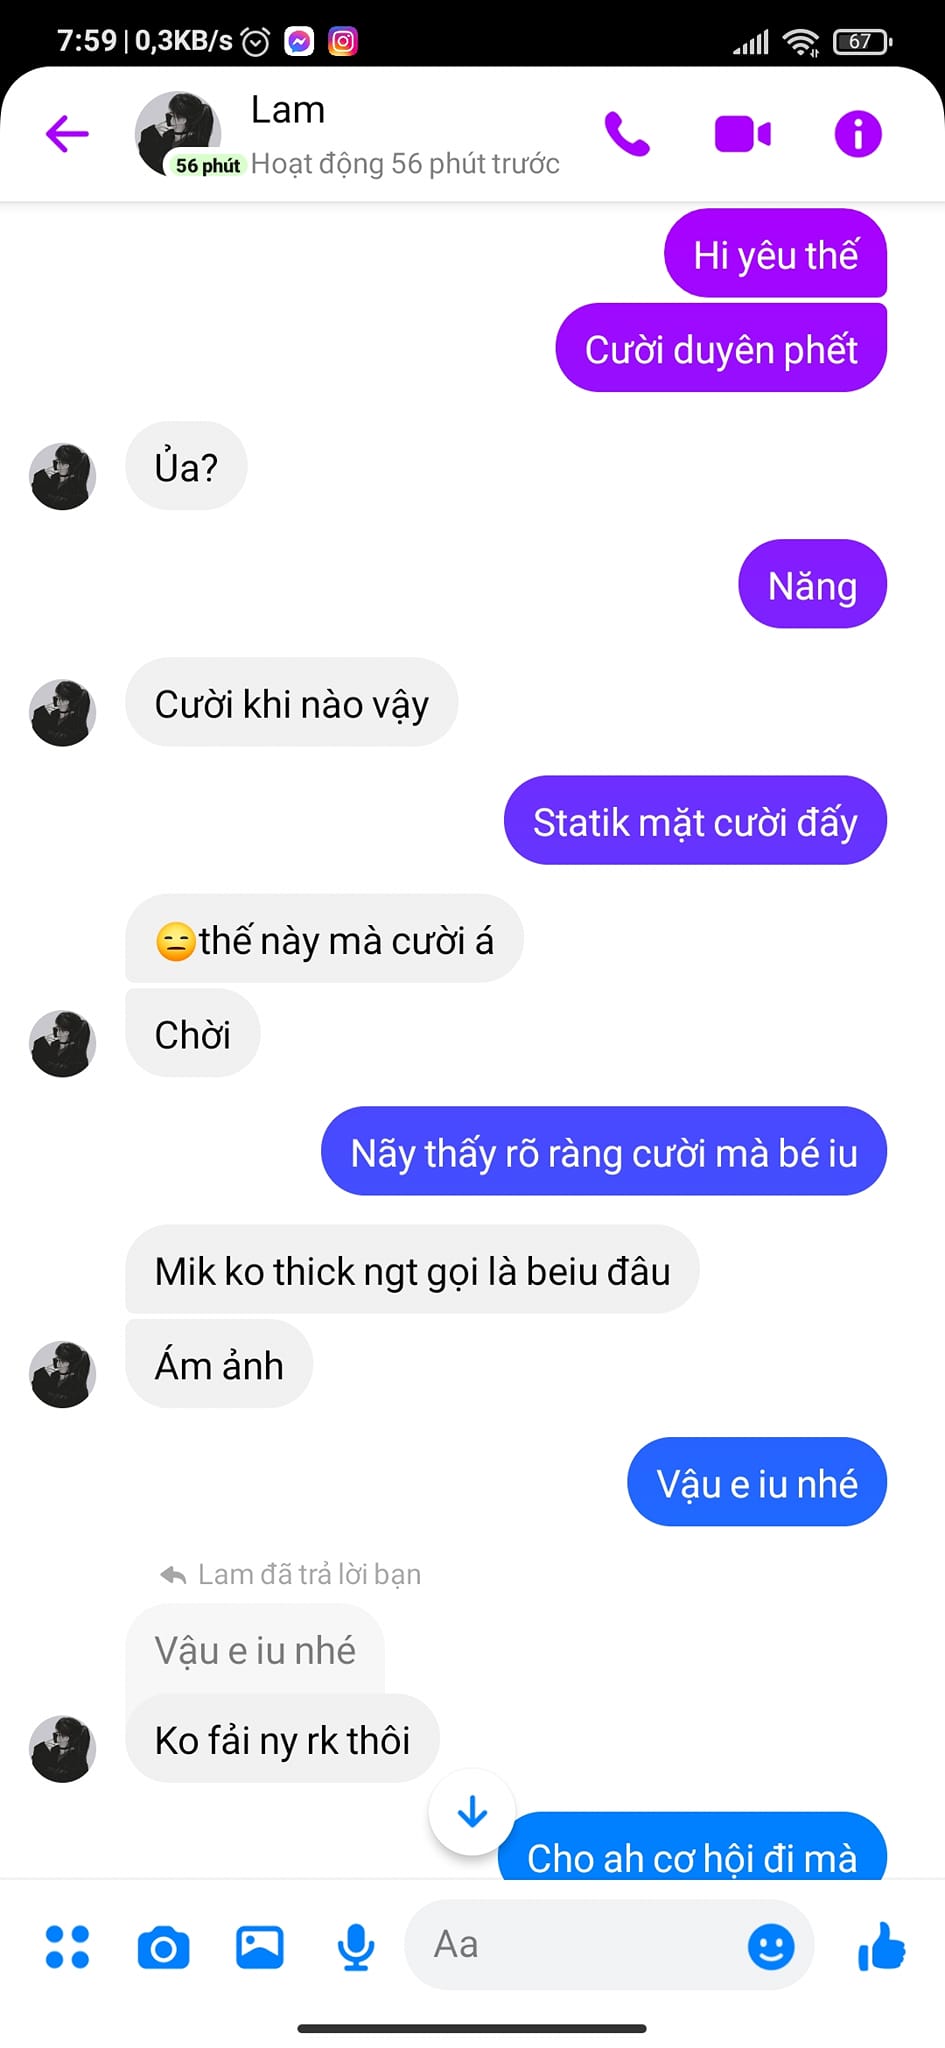 7:59 | 0,3KB/s
67
Lam
56 phút
Hoạt động 56 phút trước
Hi yêu thế
Cười duyên phết
Ủa?
Năng
Cười khi nào vậy
Statik mặt cười đấy
😑thế này mà cười á
Chời
Nãy thấy rõ ràng cười mà bé iu
Mik ko thick ngt gọi là beiu đâu
Ám ảnh
Vậu e iu nhé
Lam đã trả lời bạn
Vậu e iu nhé
Ko fải ny rk thôi
Cho ah cơ hội đi mà
Aa